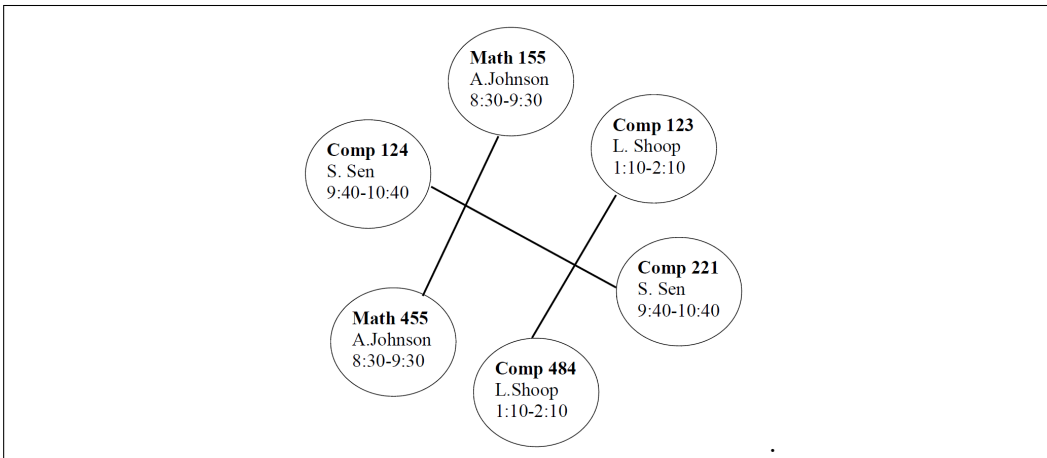 Math 155
A.Johnson
8:30-9:30
Comp 123
L. Shoop
1:10-2:10
Comp 124
S. Sen
9:40-10:40
Comp 221
S. Sen
9:40-10:40
Math 455
A.Johnson
8:30-9:30
Comp 484
L.Shoop
1:10-2:10
.